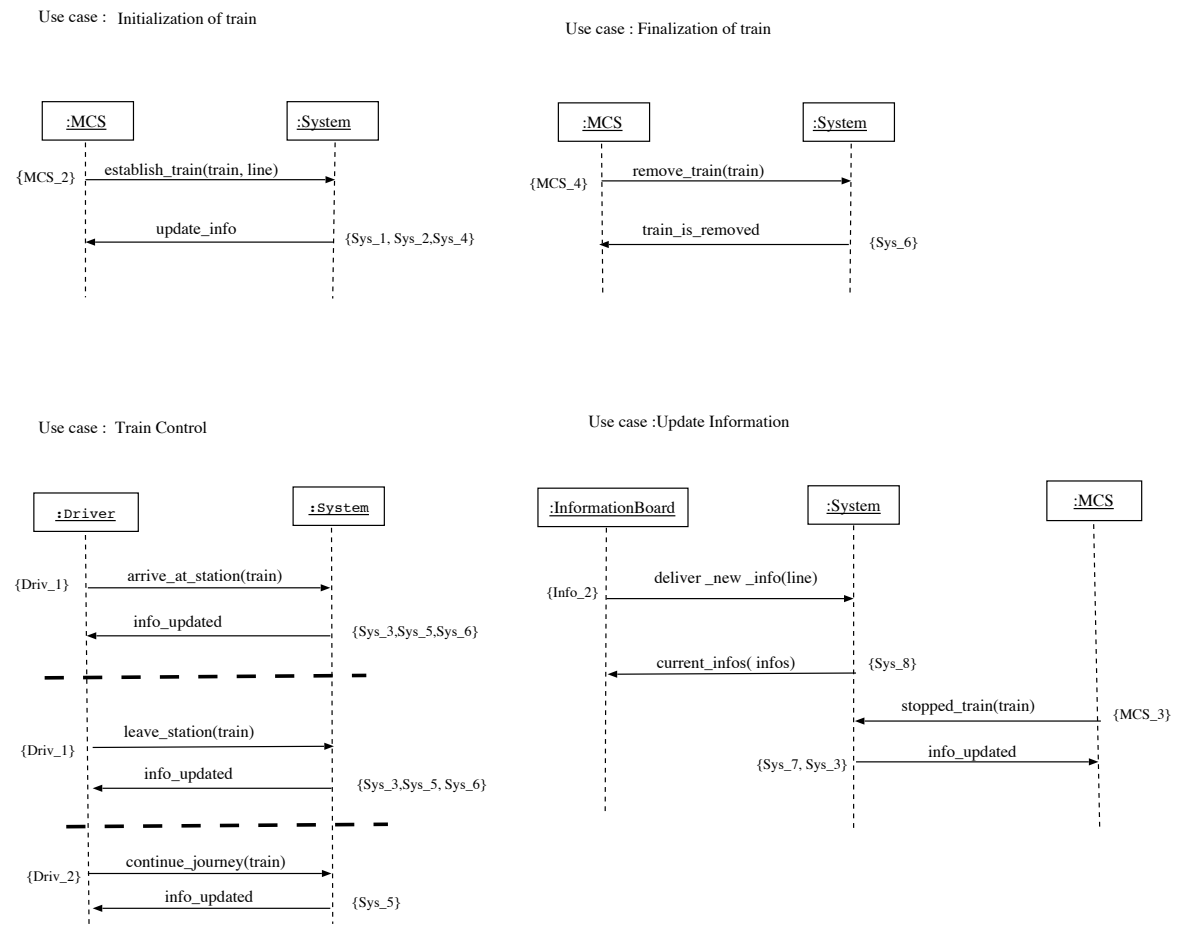 Use case : Initialization of train
:MCS
:System
{MCS_2}
establish_train(train, line)
update_info
{Sys_1, Sys_2,Sys_4}
Use case : Finalization of train
:MCS
:System
{MCS_4}
remove_train(train)
train_is_removed
{Sys_6}
Use case : Train Control
:Driver
:System
{Driv_1}
arrive_at_station(train)
info_updated
{Sys_3,Sys_5,Sys_6}
leave_station(train)
{Driv_1}
info_updated
{Sys_3,Sys_5, Sys_6}
continue_journey(train)
{Driv_2}
info_updated
{Sys_5}
Use case :Update Information
:InformationBoard
:System
:MCS
deliver _new _info(line)
{Info_2}
current_infos( infos)
{Sys_8}
stopped_train(train)
{MCS_3}
info_updated
{Sys_7, Sys_3}